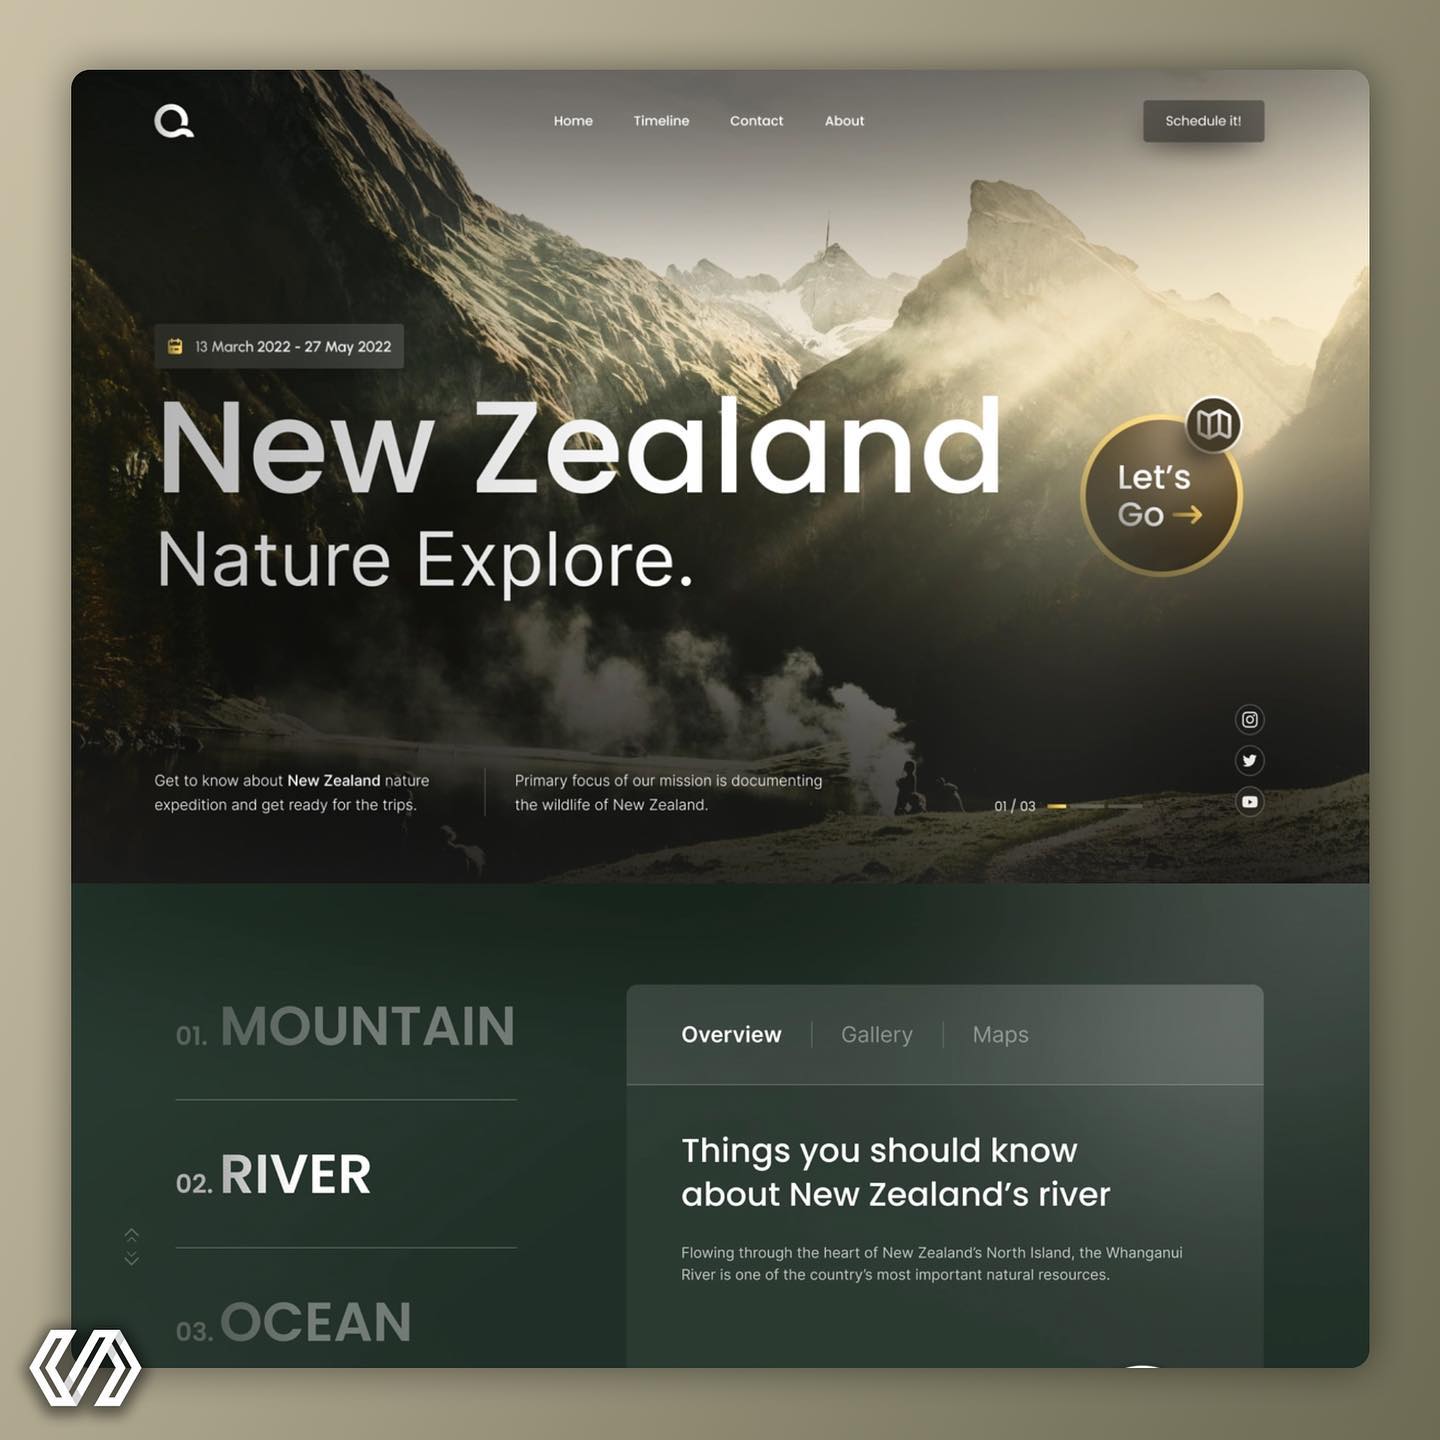 Home Timeline Contact About
Schedule it!
13 March 2022 - 27 May 2022
New Zealand
Nature Explore.
Let’s
Go →
Get to know about New Zealand nature
expedition and get ready for the trips.
Primary focus of our mission is documenting
the wildlife of New Zealand.
01 / 03
01. MOUNTAIN
02. RIVER
03. OCEAN
Overview Gallery Maps
Things you should know
about New Zealand’s river
Flowing through the heart of New Zealand’s North Island, the Whanganui
River is one of the country’s most important natural resources.